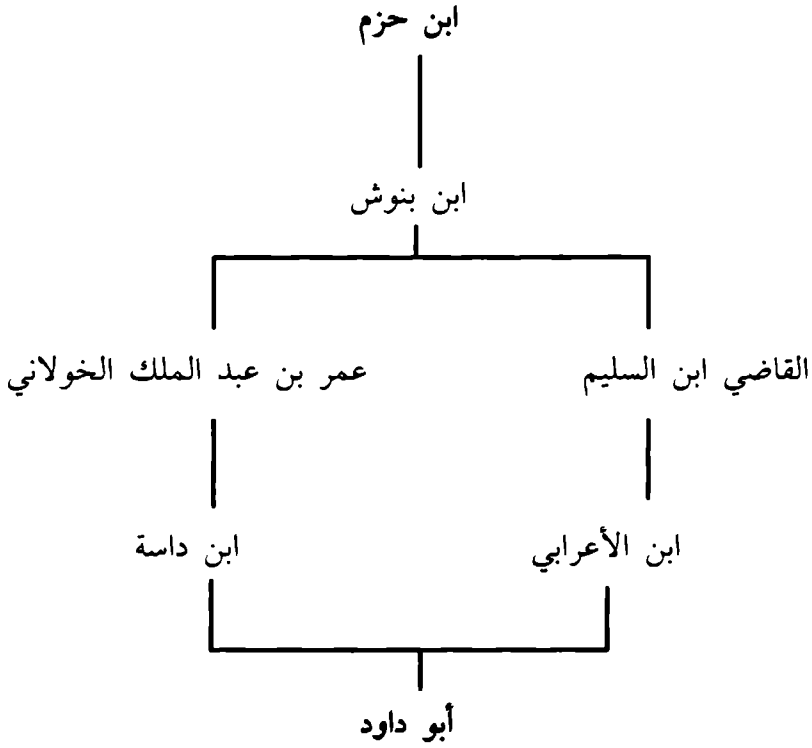 ابن حزم
ابن بنوش
القاضي ابن السليم
عمر بن عبد الملك الخولاني
ابن الأعرابي
ابن داسة
أبو داود